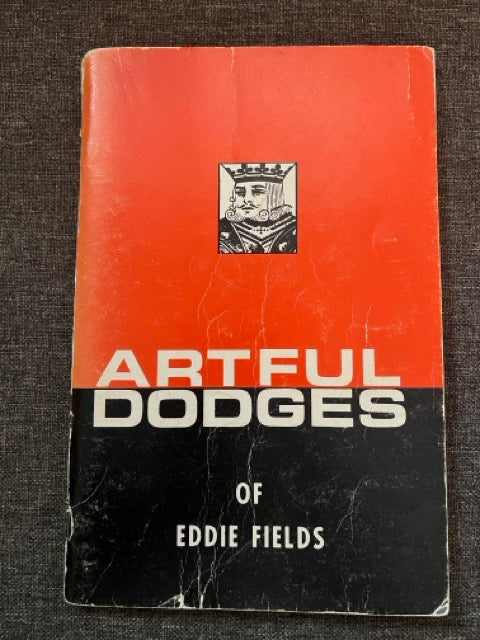 ARTFUL
DODGES
OF
EDDIE FIELDS